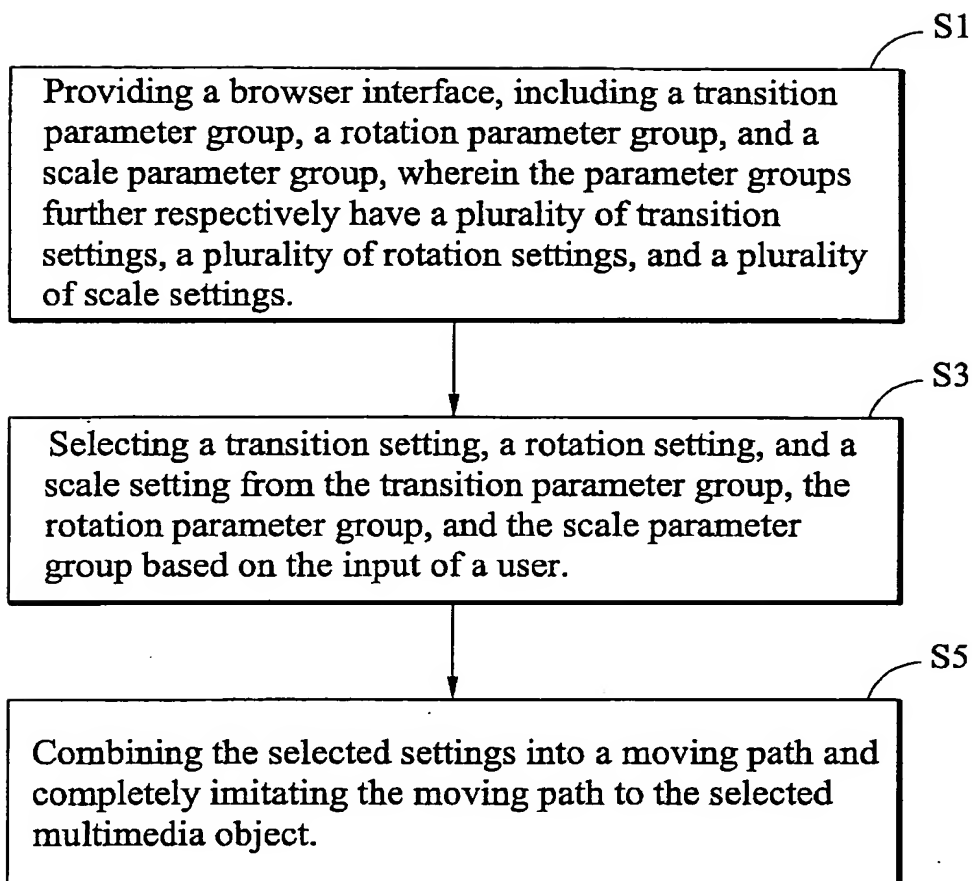 S1
Providing a browser interface, including a transition
parameter group, a rotation parameter group, and a
scale parameter group, wherein the parameter groups
further respectively have a plurality of transition
settings, a plurality of rotation settings, and a plurality
of scale settings.
S3
Selecting a transition setting, a rotation setting, and a
scale setting from the transition parameter group, the
rotation parameter group, and the scale parameter
group based on the input of a user.
S5
Combining the selected settings into a moving path and
completely imitating the moving path to the selected
multimedia object.